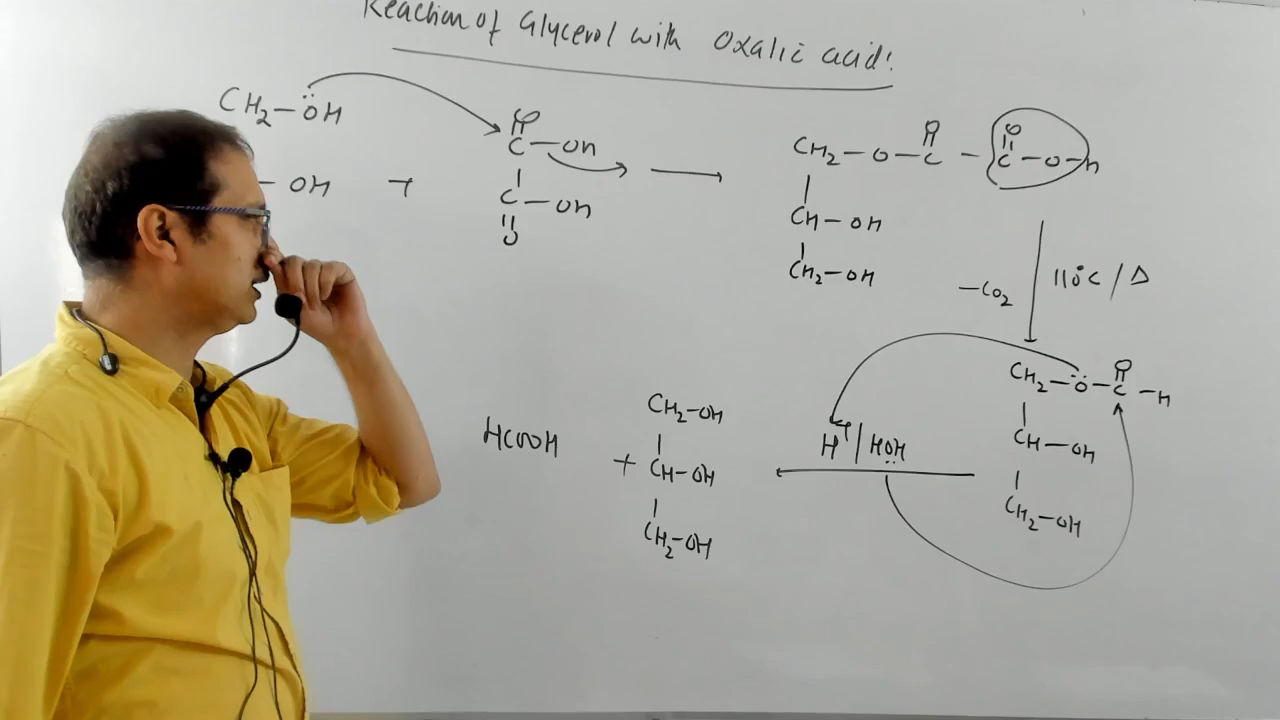 Reaction of Glycerol with Oxalic acid!
CH2-ÖH
-OH + O=C-OH
C-OH
O
→
CH2-O-C(=O)-C(=O)-O-H
CH-OH
CH2-OH
-CO2 110°C/Δ
CH2-Ö-C(=O)-H
CH-OH
CH2-OH
H+/HOH
HCOOH + CH2-OH
CH-OH
CH2-OH